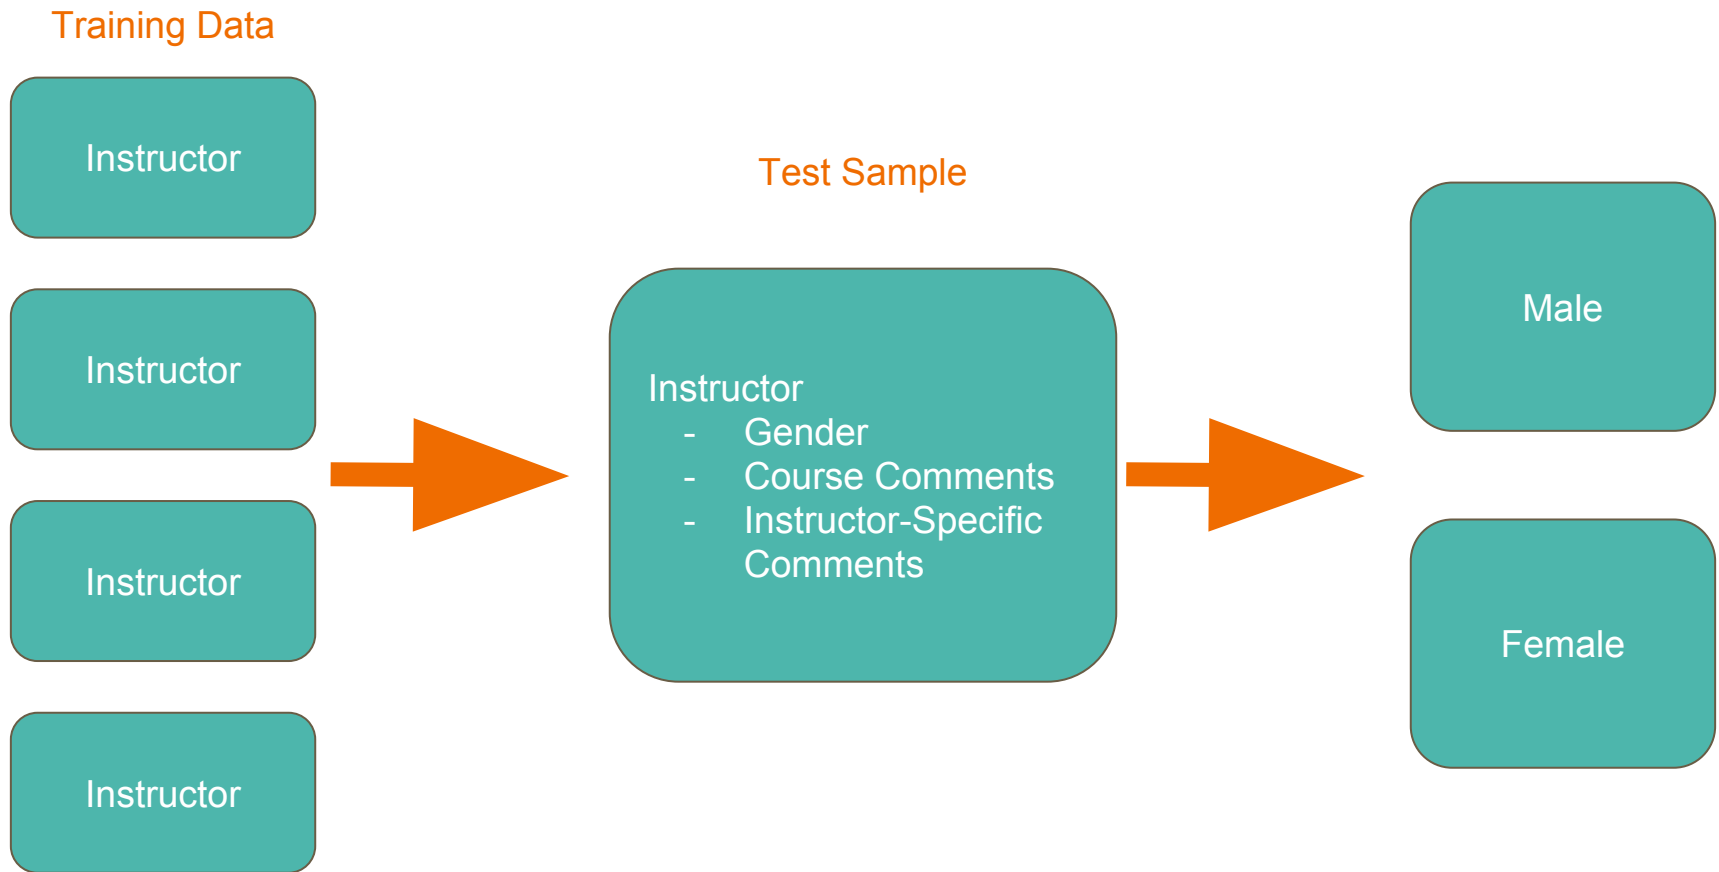 Training Data
Instructor
Instructor
Instructor
Instructor
Test Sample
Instructor
- Gender
- Course Comments
- Instructor-Specific
Comments
Male
Female